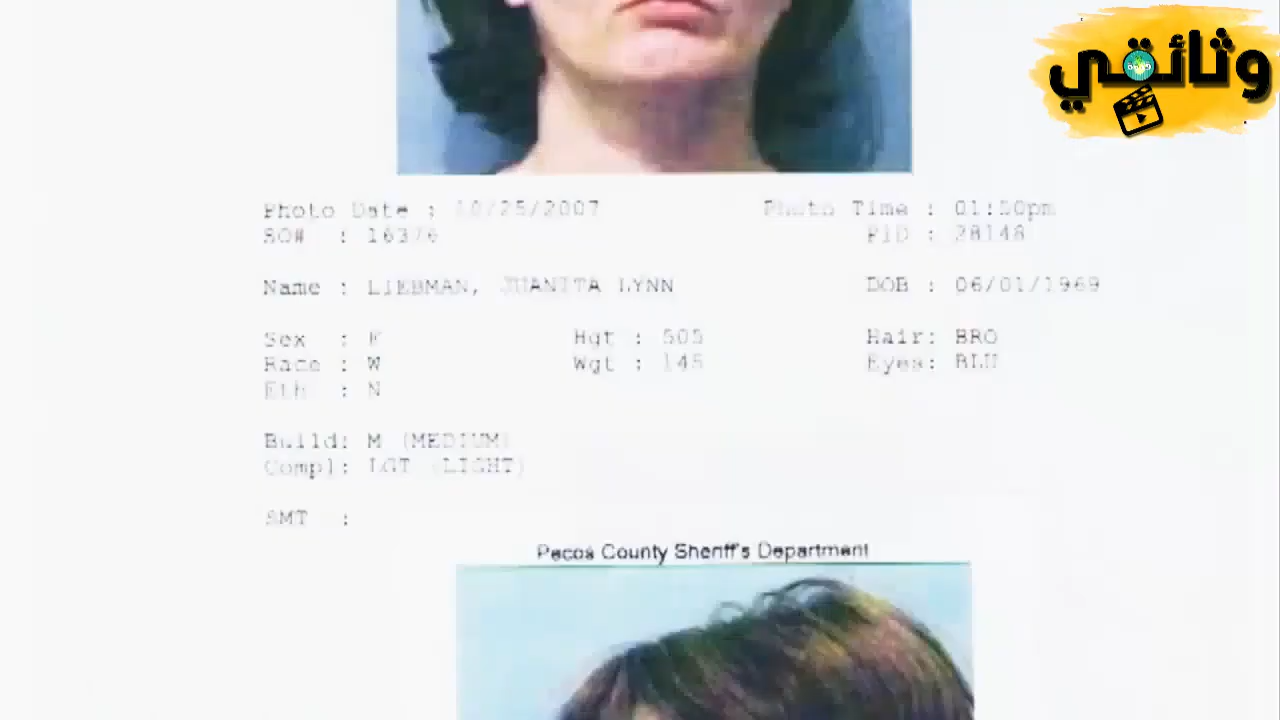 وثائقي
Photo Date : 10/25/2007 Photo Time : 01:50pm
SO# : 16376 PID : 28148
Name : LIEBMAN, JUANITA LYNN DOB : 06/01/1969
Sex : F Hgt : 505 Hair: BRO
Race : W Wgt : 145 Eyes: BLU
Eth : N
Build: M (MEDIUM)
Compl: LGT (LIGHT)
SMT :
Pecos County Sheriff's Department